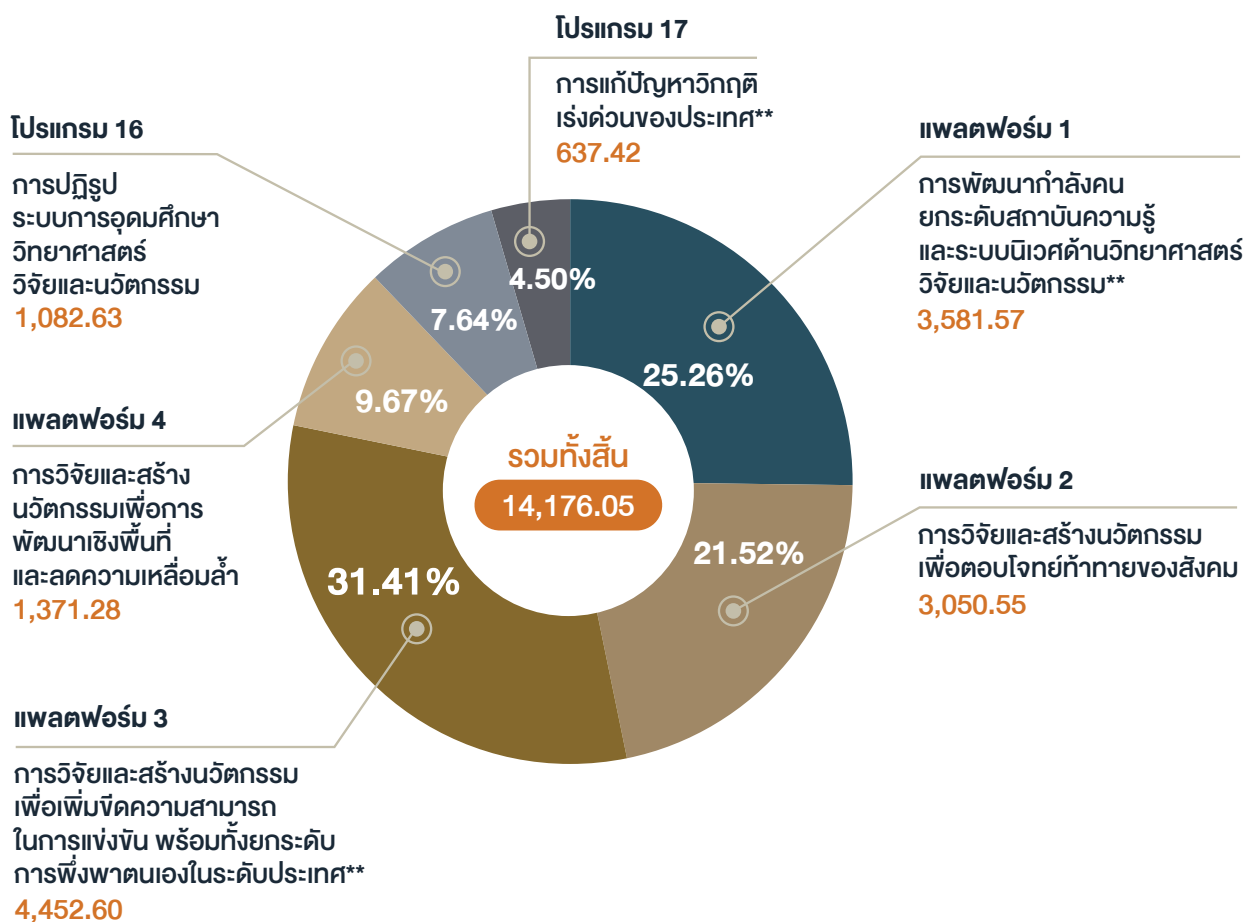 โปรแกรม 17
การแก้ปัญหาวิกฤติ
เร่งด่วนของประเทศ**
637.42
โปรแกรม 16
การปฏิรูป
ระบบการอุดมศึกษา
วิทยาศาสตร์
วิจัยและนวัตกรรม
1,082.63
แพลตฟอร์ม 1
การพัฒนากำลังคน
ยกระดับสถาบันความรู้
และระบบนิเวศด้านวิทยาศาสตร์
วิจัยและนวัตกรรม**
3,581.57
4.50%
7.64%
25.26%
9.67%
แพลตฟอร์ม 4
การวิจัยและสร้าง
นวัตกรรมเพื่อการ
พัฒนาเชิงพื้นที่
และลดความเหลื่อมล้ำ
1,371.28
รวมทั้งสิ้น
14,176.05
แพลตฟอร์ม 2
การวิจัยและสร้างนวัตกรรม
เพื่อตอบโจทย์ท้าทายของสังคม
3,050.55
21.52%
31.41%
แพลตฟอร์ม 3
การวิจัยและสร้างนวัตกรรม
เพื่อเพิ่มขีดความสามารถ
ในการแข่งขัน พร้อมทั้งยกระดับ
การพึ่งพาตนเองในระดับประเทศ**
4,452.60